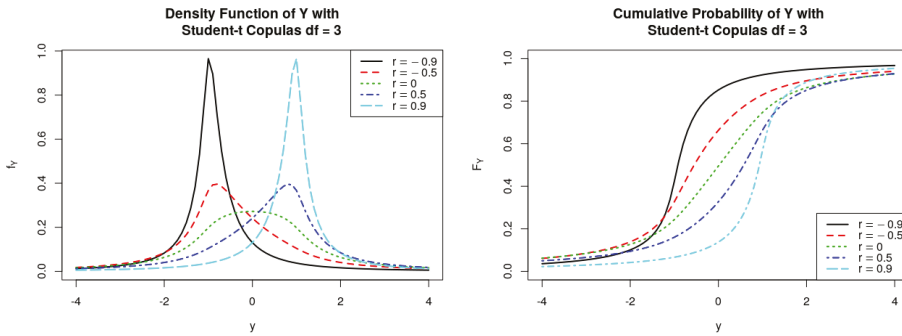 Density Function of Y with
Student-t Copulas df = 3
f_Y
1.0
0.8
0.6
0.4
0.2
0.0
-4 -2 0 2 4
y
r = − 0.9
r = − 0.5
r = 0
r = 0.5
r = 0.9
Cumulative Probability of Y with
Student-t Copulas df = 3
F_Y
1.0
0.8
0.6
0.4
0.2
0.0
-4 -2 0 2 4
y
r = − 0.9
r = − 0.5
r = 0
r = 0.5
r = 0.9